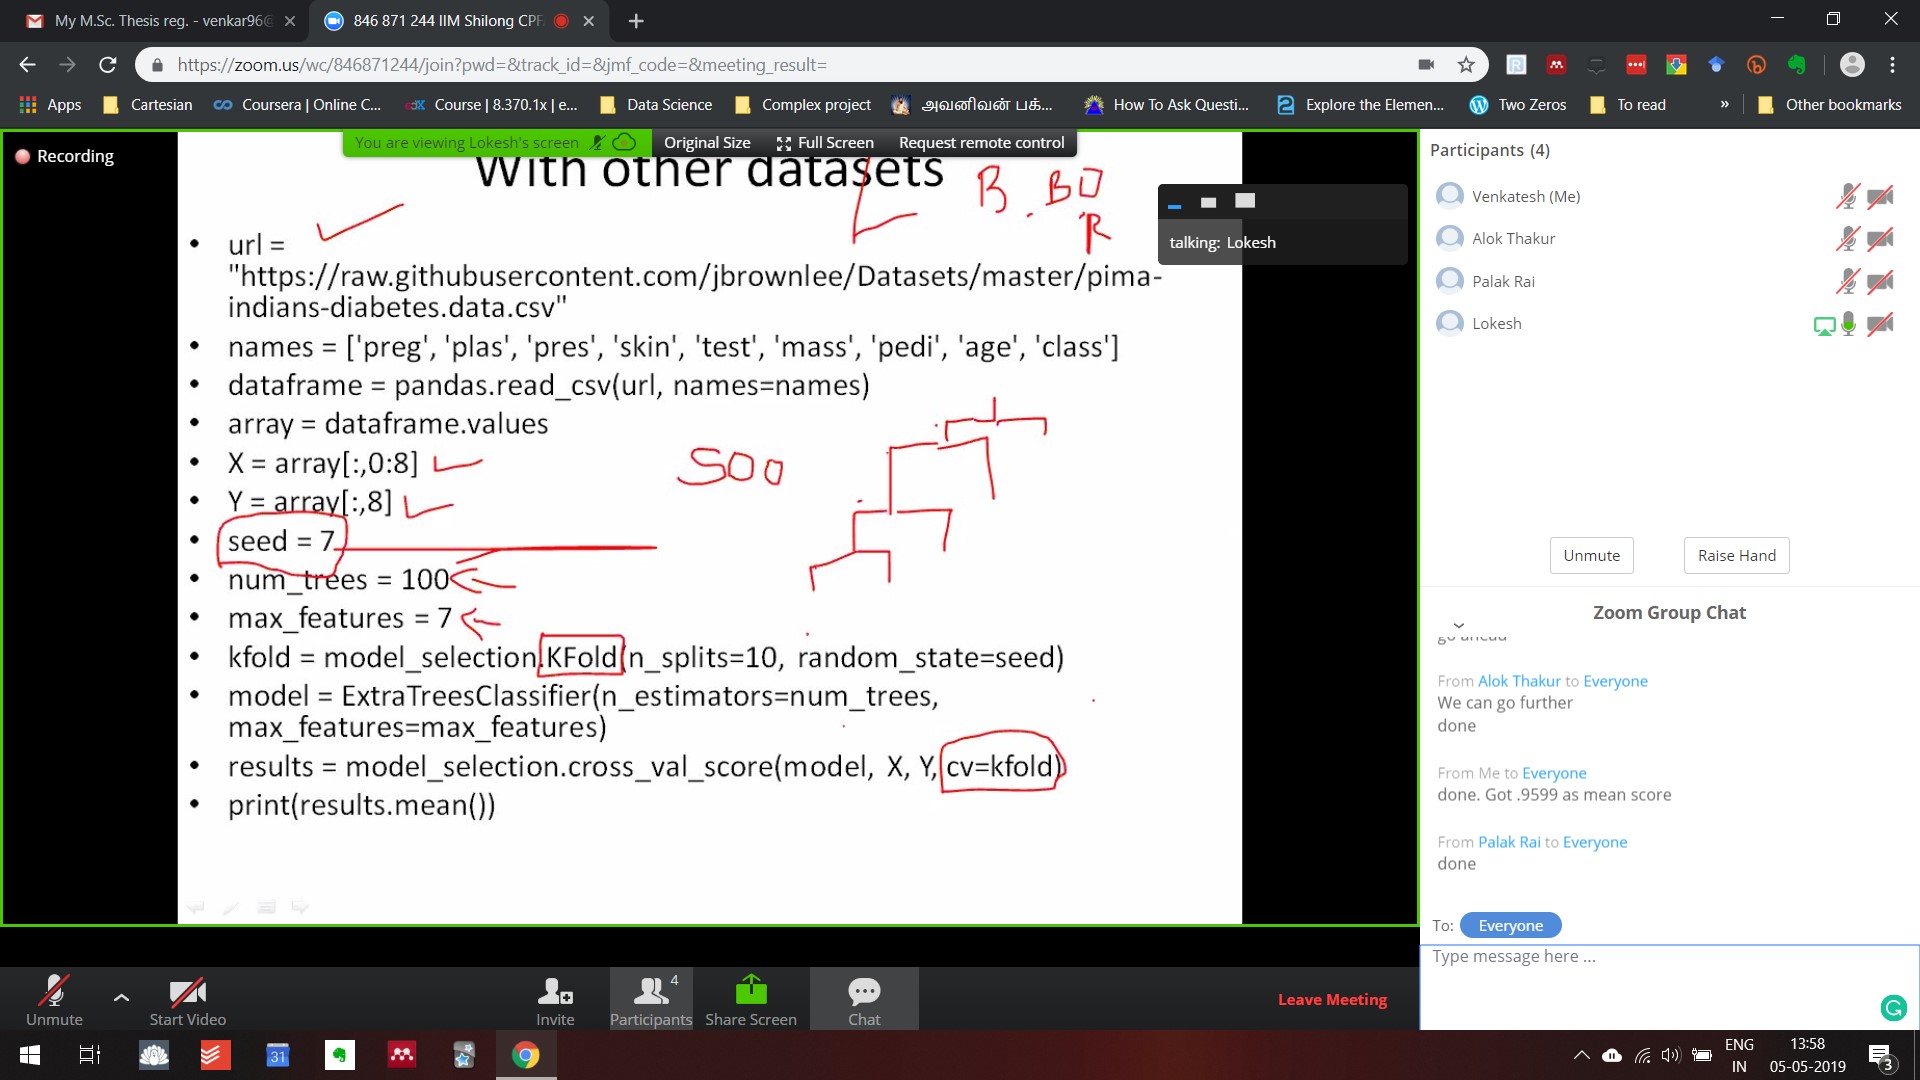 My M.Sc. Thesis reg. - venkar96@
846 871 244 IIM Shilong CPF
https://zoom.us/wc/846871244/join?pwd=&track_id=&jmf_code=&meeting_result=
Apps
Cartesian
Coursera | Online C...
Course | 8.370.1x | e...
Data Science
Complex project
அவனிவன் பக்...
How To Ask Questi...
Explore the Elemen...
Two Zeros
To read
»
Other bookmarks
Recording
You are viewing Lokesh's screen
Original Size
Full Screen
Request remote control
With other datasets
B . BO
R
talking: Lokesh
• url =
"https://raw.githubusercontent.com/jbrownlee/Datasets/master/pima-
indians-diabetes.data.csv"
• names = ['preg', 'plas', 'pres', 'skin', 'test', 'mass', 'pedi', 'age', 'class']
• dataframe = pandas.read_csv(url, names=names)
• array = dataframe.values
• X = array[:,0:8]
500
• Y = array[:,8]
• seed = 7
• num_trees = 100
• max_features = 7
• kfold = model_selection.KFold(n_splits=10, random_state=seed)
• model = ExtraTreesClassifier(n_estimators=num_trees,
max_features=max_features)
• results = model_selection.cross_val_score(model, X, Y, cv=kfold)
• print(results.mean())
Participants (4)
Venkatesh (Me)
Alok Thakur
Palak Rai
Lokesh
Unmute
Raise Hand
Zoom Group Chat
go ahead
From Alok Thakur to Everyone
We can go further
done
From Me to Everyone
done. Got .9599 as mean score
From Palak Rai to Everyone
done
To: Everyone
Type message here ...
Unmute
Start Video
Invite
4
Participants
Share Screen
Chat
Leave Meeting
31
ENG
IN
13:58
05-05-2019
3